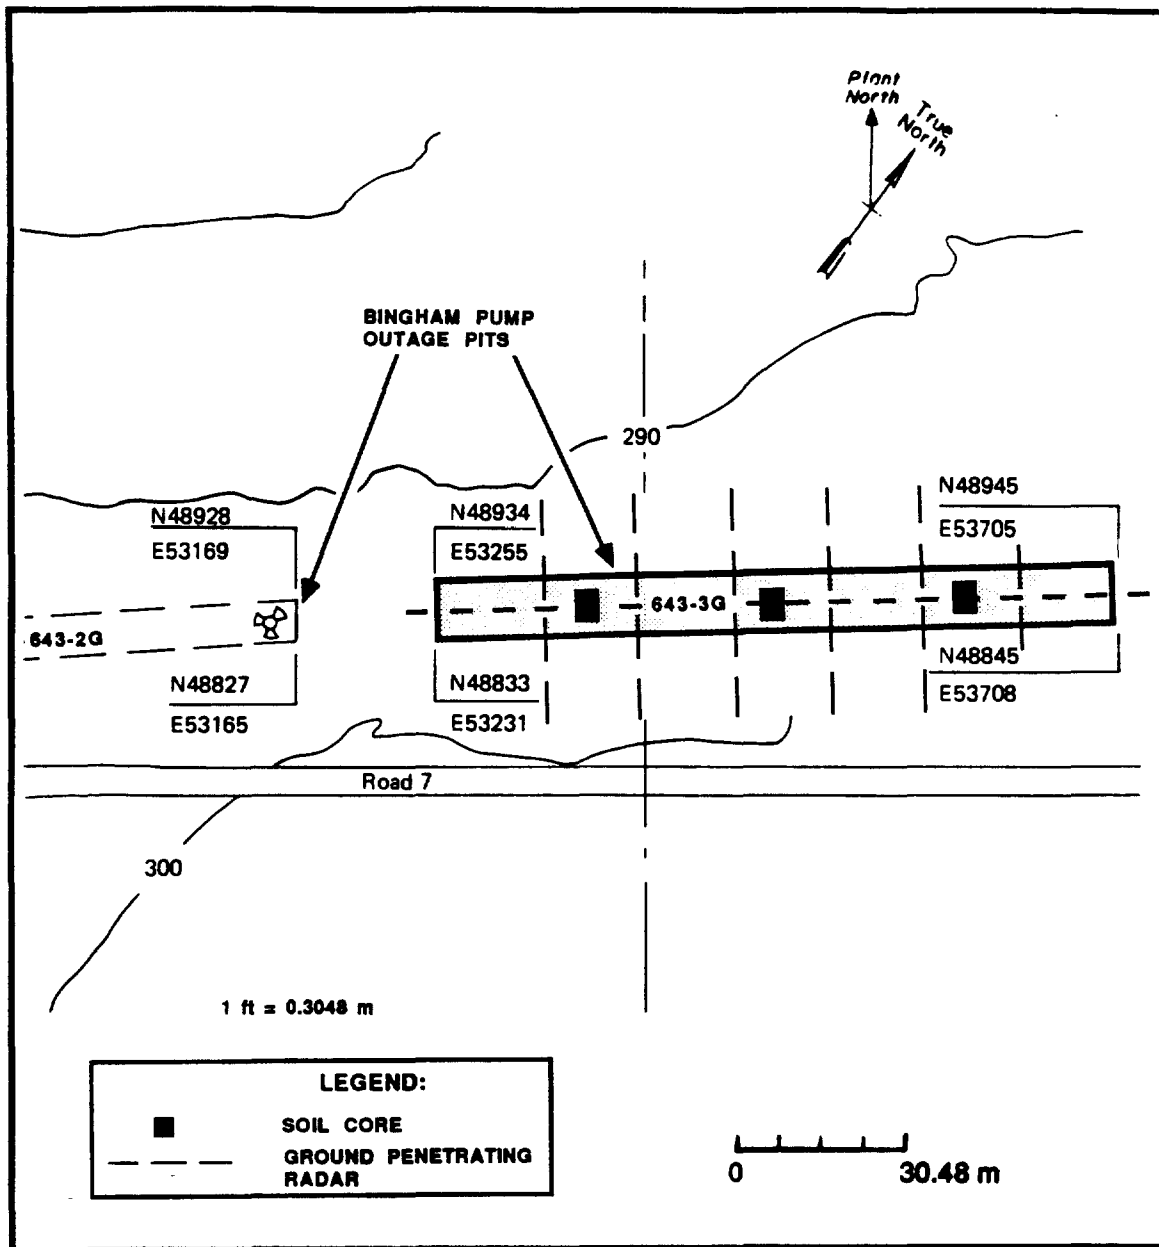 Plant
North
True
North
BINGHAM PUMP
OUTAGE PITS
290
N48928
E53169
N48934
E53255
N48945
E53705
643-2G
643-3G
N48827
E53165
N48833
E53231
N48845
E53708
Road 7
300
1 ft = 0.3048 m
LEGEND:
SOIL CORE
GROUND PENETRATING
RADAR
0
30.48 m